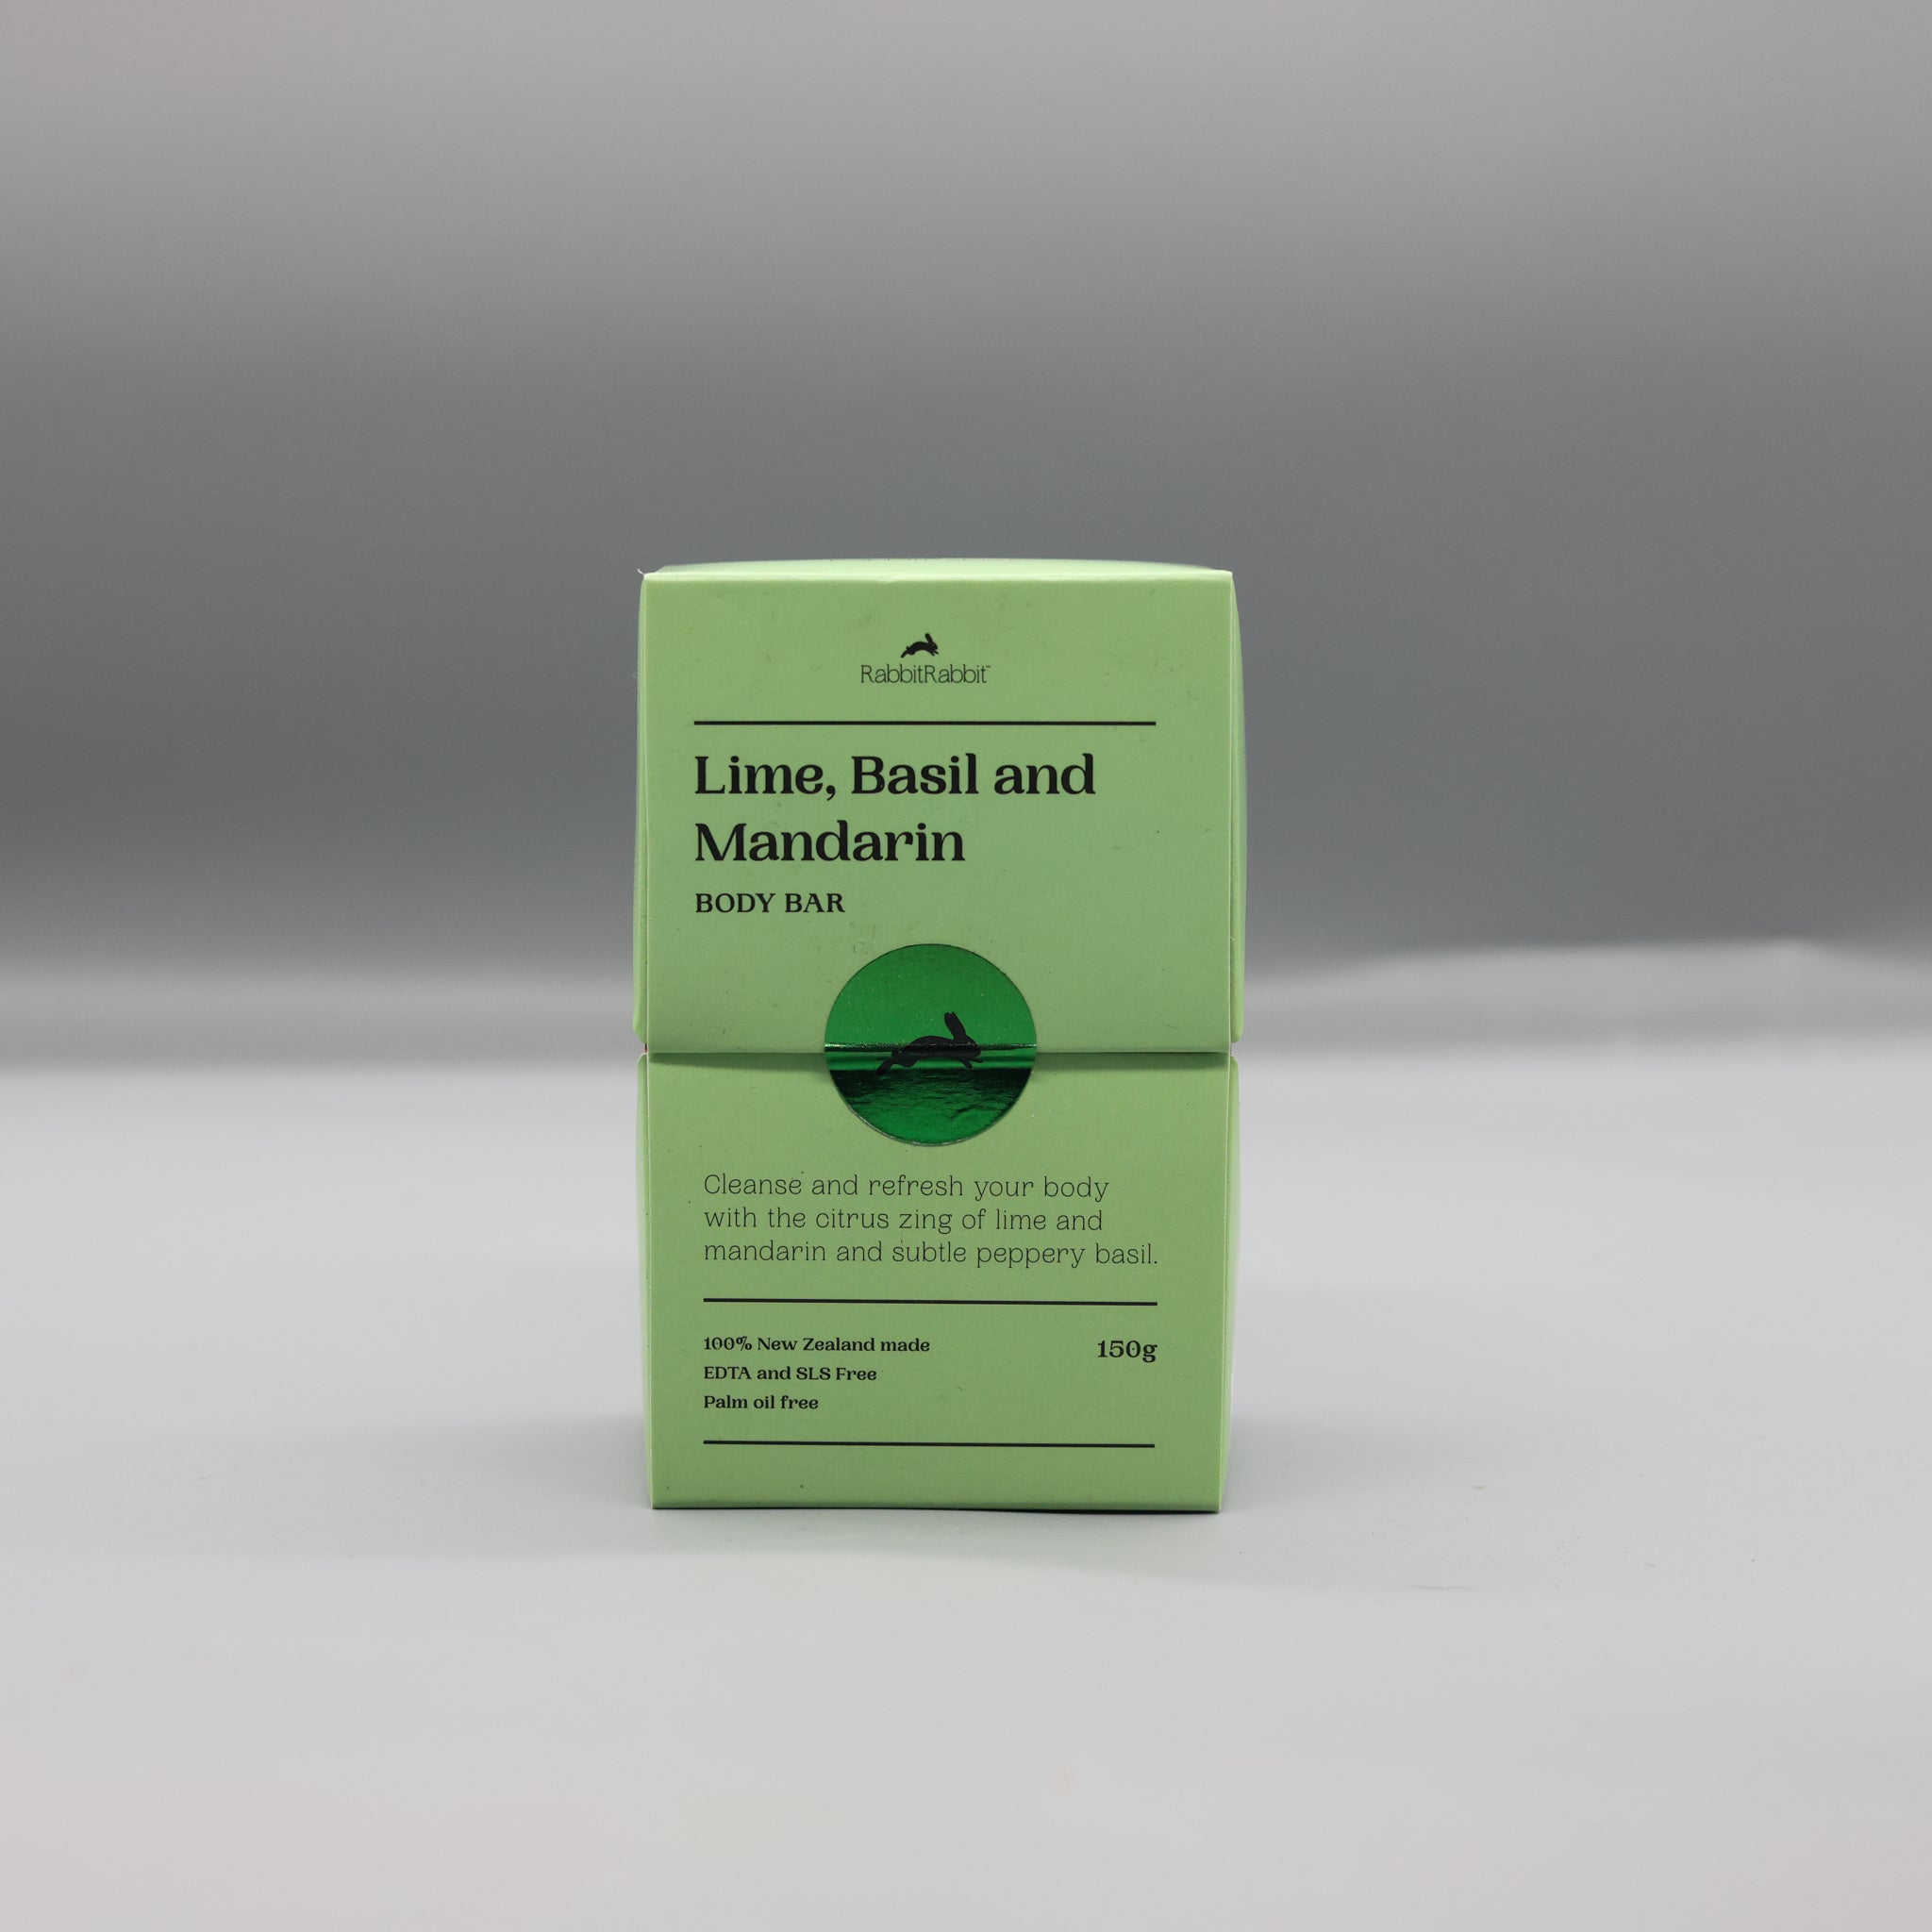 RabbitRabbit™
Lime, Basil and
Mandarin
BODY BAR
Cleanse and refresh your body
with the citrus zing of lime and
mandarin and subtle peppery basil.
100% New Zealand made
150g
EDTA and SLS Free
Palm oil free